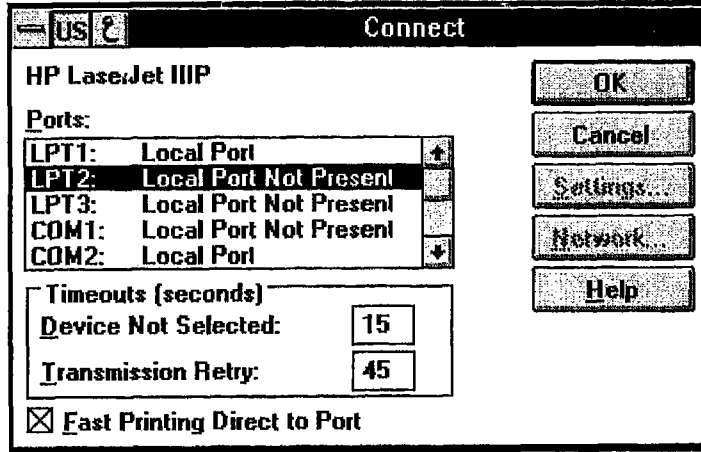 US ع Connect
HP LaserJet IIIP
Ports:
LPT1: Local Port
LPT2: Local Port Not Present
LPT3: Local Port Not Present
COM1: Local Port Not Present
COM2: Local Port
Timeouts (seconds)
Device Not Selected: 15
Transmission Retry: 45
Fast Printing Direct to Port
OK
Cancel
Settings...
Network...
Help